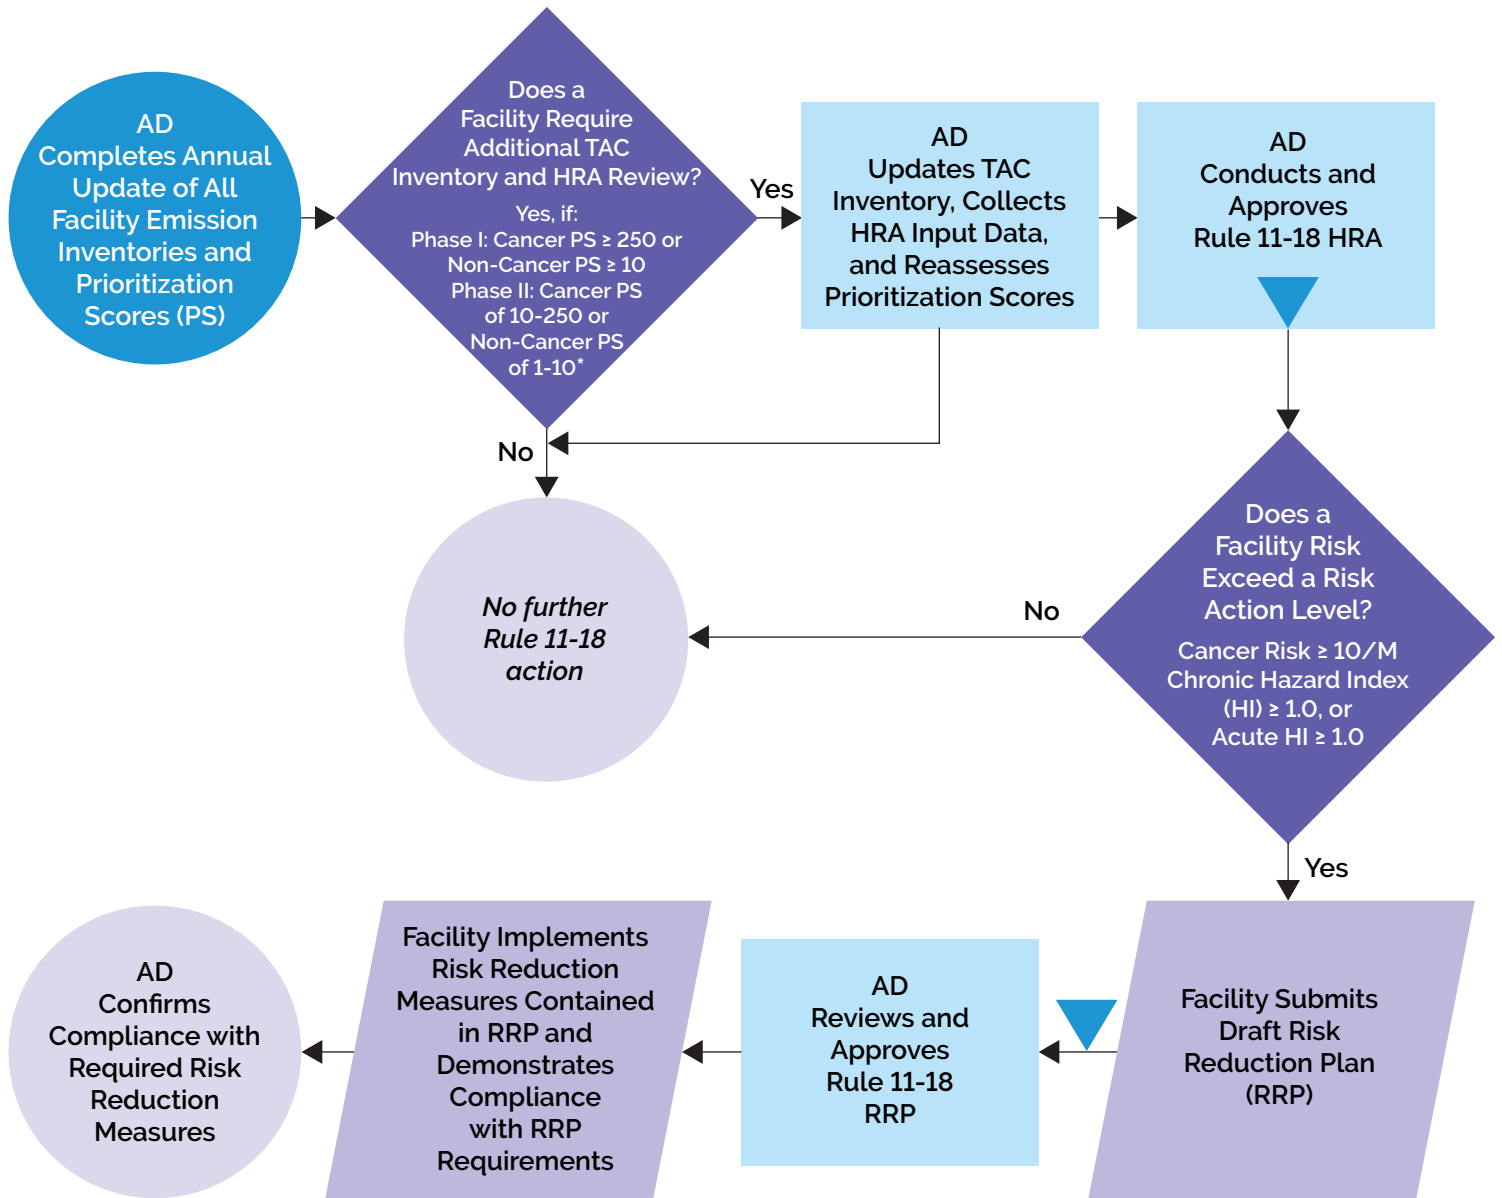 AD
Completes Annual
Update of All
Facility Emission
Inventories and
Prioritization
Scores (PS)
Does a
Facility Require
Additional TAC
Inventory and HRA Review?
Yes, if:
Phase I: Cancer PS ≥ 250 or
Non-Cancer PS ≥ 10
Phase II: Cancer PS
of 10-250 or
Non-Cancer PS
of 1-10*
Yes
AD
Updates TAC
Inventory, Collects
HRA Input Data,
and Reassesses
Prioritization Scores
AD
Conducts and
Approves
Rule 11-18 HRA
No
No further
Rule 11-18
action
No
Does a
Facility Risk
Exceed a Risk
Action Level?
Cancer Risk ≥ 10/M
Chronic Hazard Index
(HI) ≥ 1.0, or
Acute HI ≥ 1.0
Yes
Facility Submits
Draft Risk
Reduction Plan
(RRP)
AD
Reviews and
Approves
Rule 11-18
RRP
Facility Implements
Risk Reduction
Measures Contained
in RRP and
Demonstrates
Compliance
with RRP
Requirements
AD
Confirms
Compliance with
Required Risk
Reduction
Measures